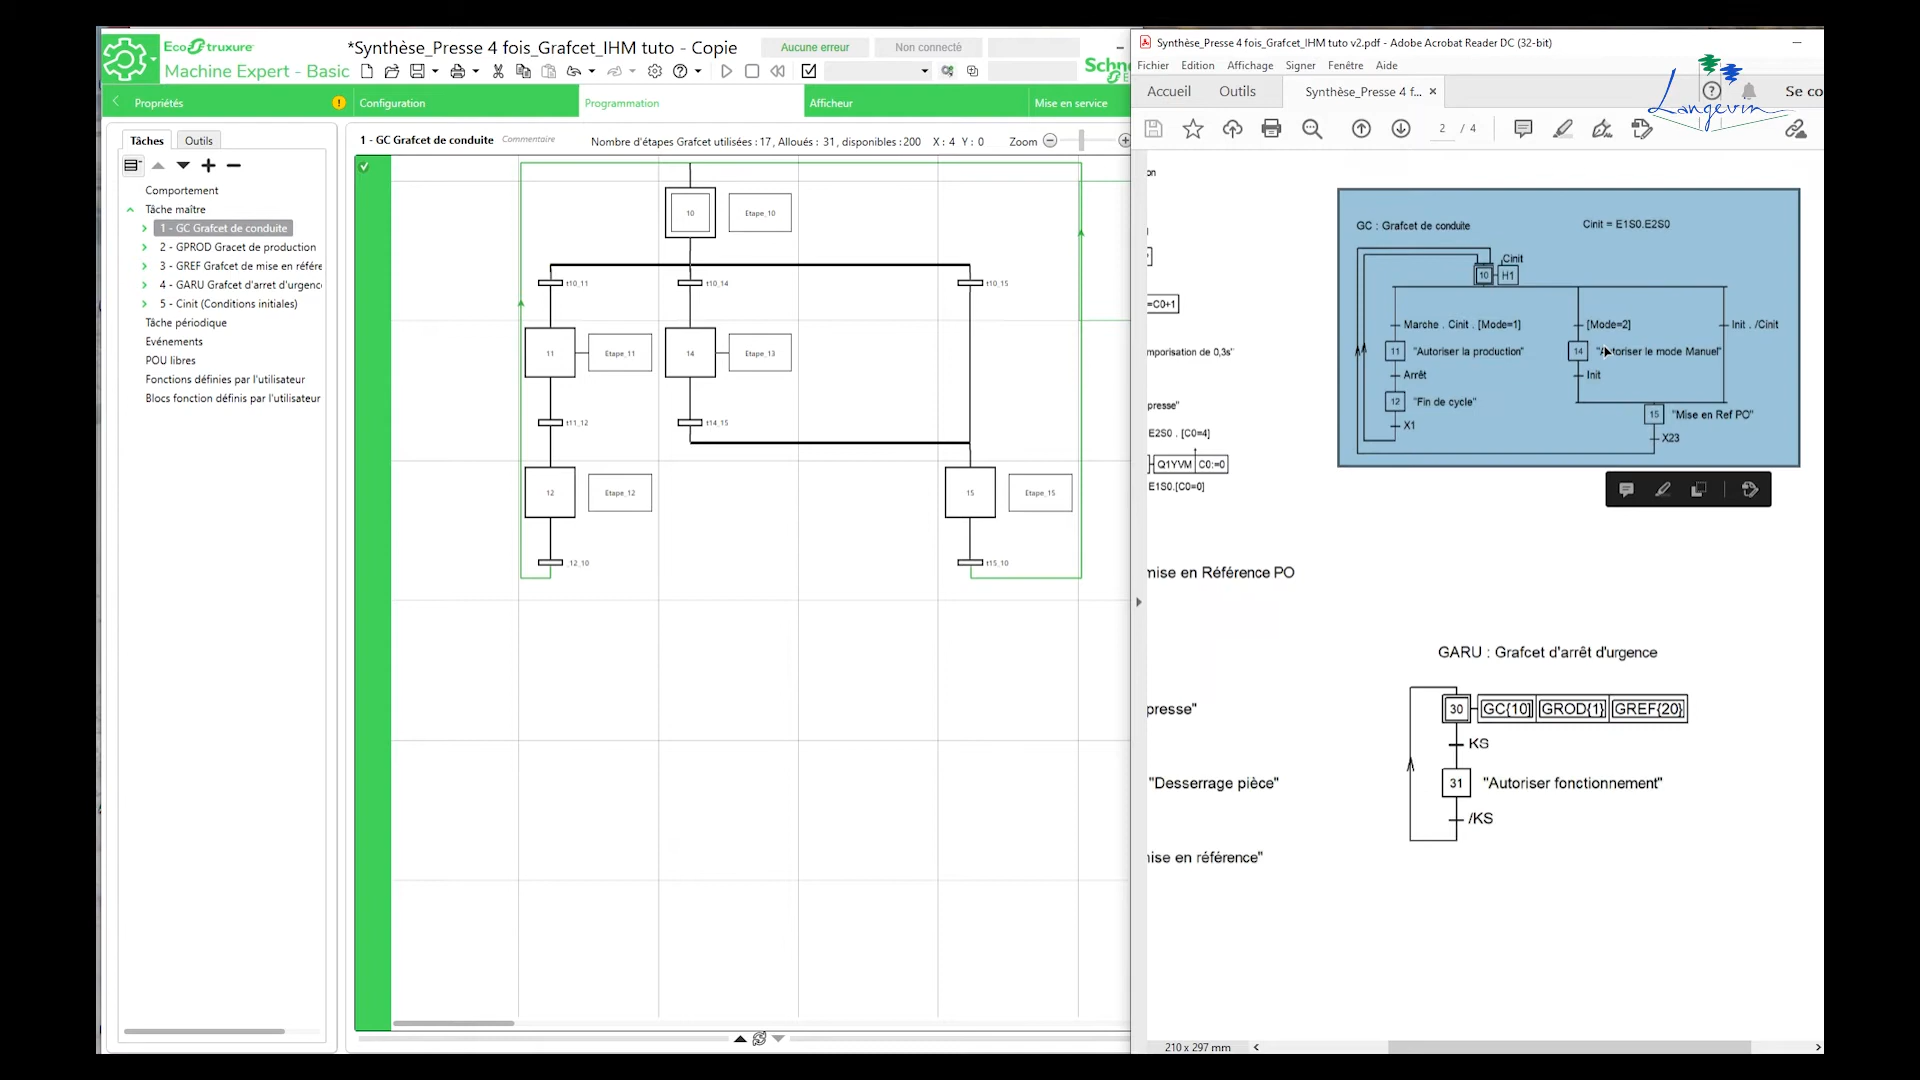 EcoStruxure
Machine Expert - Basic
*Synthèse_Presse 4 fois_Grafcet_IHM tuto - Copie
Aucune erreur
Non connecté
Propriétés
Configuration
Programmation
Afficheur
Mise en service
Tâches
Outils
Comportement
Tâche maître
1 - GC Grafcet de conduite
2 - GPROD Gracet de production
3 - GREF Grafcet de mise en référe
4 - GARU Grafcet d'arret d'urgenc
5 - Cinit (Conditions initiales)
Tâche périodique
Evénements
POU libres
Fonctions définies par l'utilisateur
Blocs fonction définis par l'utilisateur
1 - GC Grafcet de conduite
Commentaire
Nombre d'étapes Grafcet utilisées : 17, Alloués : 31, disponibles :200
X : 4 Y : 0
Zoom
10
Etape_10
t10_11
t10_14
t10_15
11
Etape_11
14
Etape_13
t11_12
t14_15
12
Etape_12
15
Etape_15
_12_10
t15_10
Synthèse_Presse 4 fois_Grafcet_IHM tuto v2.pdf - Adobe Acrobat Reader DC (32-bit)
Fichier Edition Affichage Signer Fenêtre Aide
Accueil
Outils
Synthèse_Presse 4 f...
Se co
Langevin
2 / 4
on
=C0+1
mporisation de 0,3s"
presse"
E2S0 . [C0=4]
Q1YVM C0:=0
E1S0.[C0=0]
GC : Grafcet de conduite
Cinit = E1S0.E2S0
Cinit
10 H1
Marche . Cinit . [Mode=1]
[Mode=2]
Init . /Cinit
11 "Autoriser la production"
14 "Autoriser le mode Manuel"
Arrêt
Init
12 "Fin de cycle"
15 "Mise en Ref PO"
X1
X23
mise en Référence PO
GARU : Grafcet d'arrêt d'urgence
presse"
30 GC{10} GROD{1} GREF{20}
KS
"Desserrage pièce"
31 "Autoriser fonctionnement"
/KS
nise en référence"
210 x 297 mm